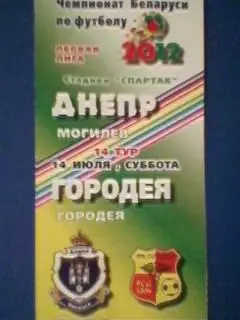 Чемпионат Беларуси
по футболу
ПЕРВАЯ
ЛИГА
2012
Стадион "СПАРТАК"
ДНЕПР
МОГИЛЕВ
14 ТУР
14 ИЮЛЯ, СУББОТА
ГОРОДЕЯ
ГОРОДЕЯ